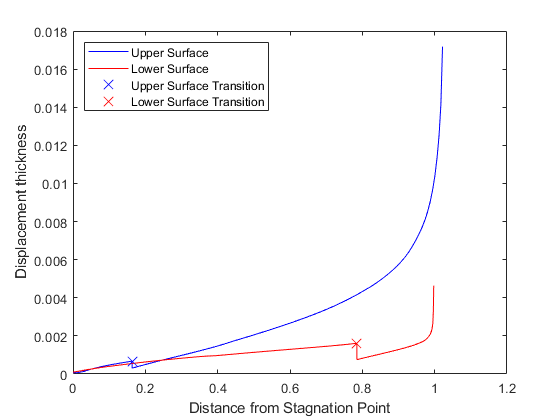 0.018
0.016
0.014
0.012
0.01
0.008
0.006
0.004
0.002
0
Displacement thickness
Upper Surface
Lower Surface
Upper Surface Transition
Lower Surface Transition
0 0.2 0.4 0.6 0.8 1 1.2
Distance from Stagnation Point